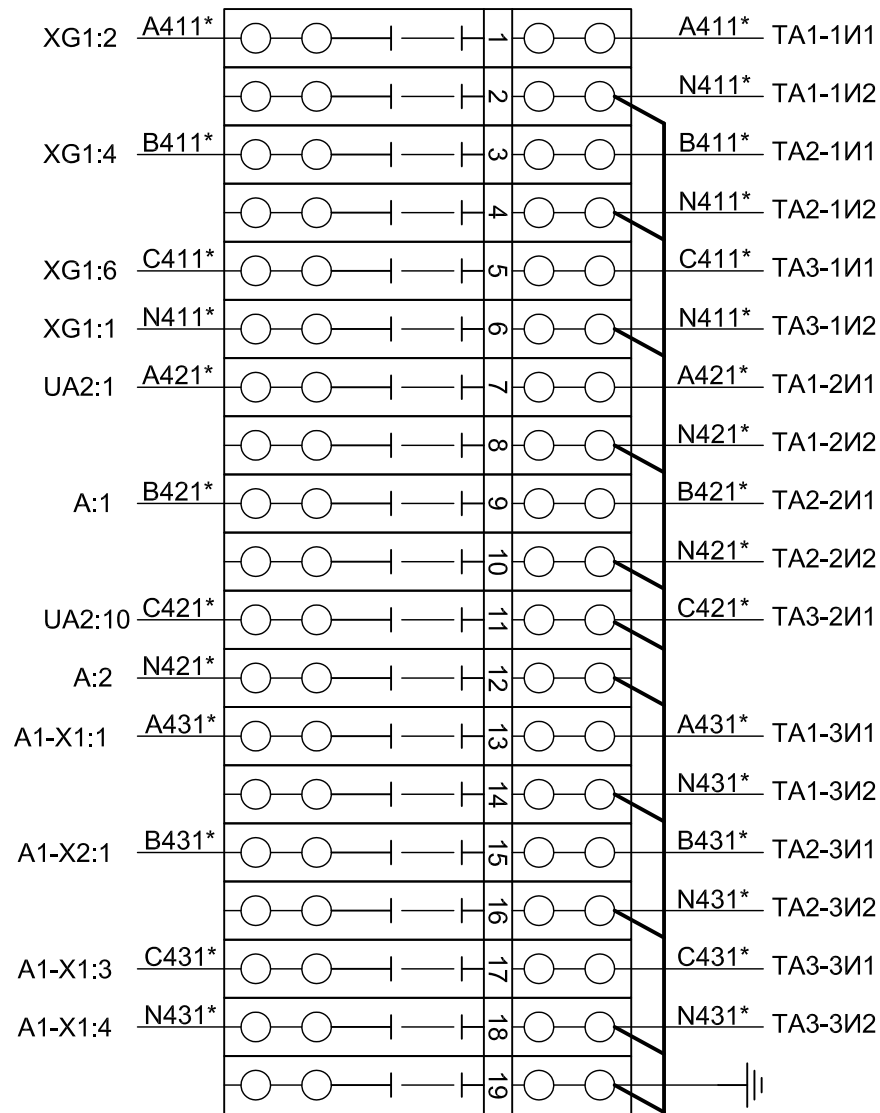 XG1:2 A411* 1 A411* TA1-1И1
2 N411* TA1-1И2
XG1:4 B411* 3 B411* TA2-1И1
4 N411* TA2-1И2
XG1:6 C411* 5 C411* TA3-1И1
XG1:1 N411* 6 N411* TA3-1И2
UA2:1 A421* 7 A421* TA1-2И1
8 N421* TA1-2И2
A:1 B421* 9 B421* TA2-2И1
10 N421* TA2-2И2
UA2:10 C421* 11 C421* TA3-2И1
A:2 N421* 12
A1-X1:1 A431* 13 A431* TA1-3И1
14 N431* TA1-3И2
A1-X2:1 B431* 15 B431* TA2-3И1
16 N431* TA2-3И2
A1-X1:3 C431* 17 C431* TA3-3И1
A1-X1:4 N431* 18 N431* TA3-3И2
19